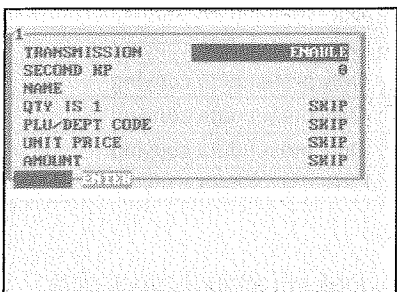 1
TRANSMISSION ENABLE
SECOND KP 0
NAME
QTY IS 1 SKIP
PLU/DEPT CODE SKIP
UNIT PRICE SKIP
AMOUNT SKIP
ENTER